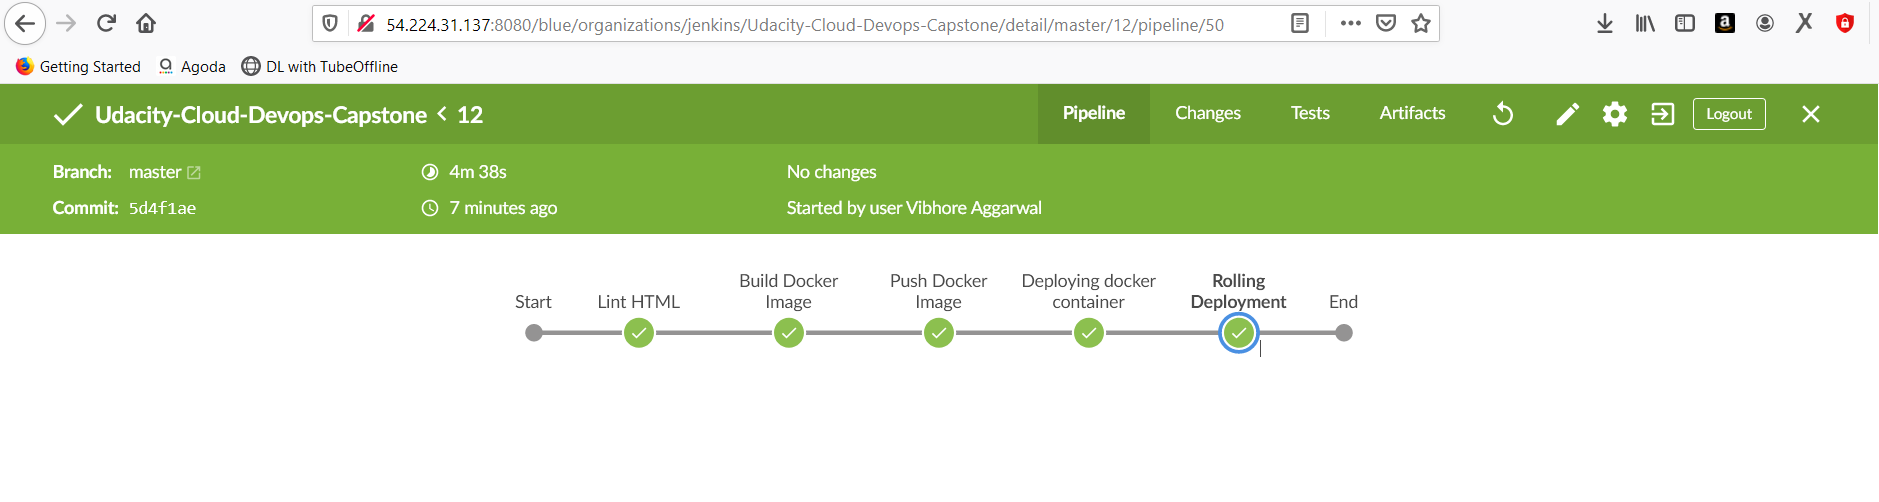 54.224.31.137:8080/blue/organizations/jenkins/Udacity-Cloud-Devops-Capstone/detail/master/12/pipeline/50
Getting Started Agoda DL with TubeOffline
Udacity-Cloud-Devops-Capstone < 12 Pipeline Changes Tests Artifacts Logout
Branch: master 4m 38s No changes
Commit: 5d4f1ae 7 minutes ago Started by user Vibhore Aggarwal
Start Lint HTML Build Docker Image Push Docker Image Deploying docker container Rolling Deployment End